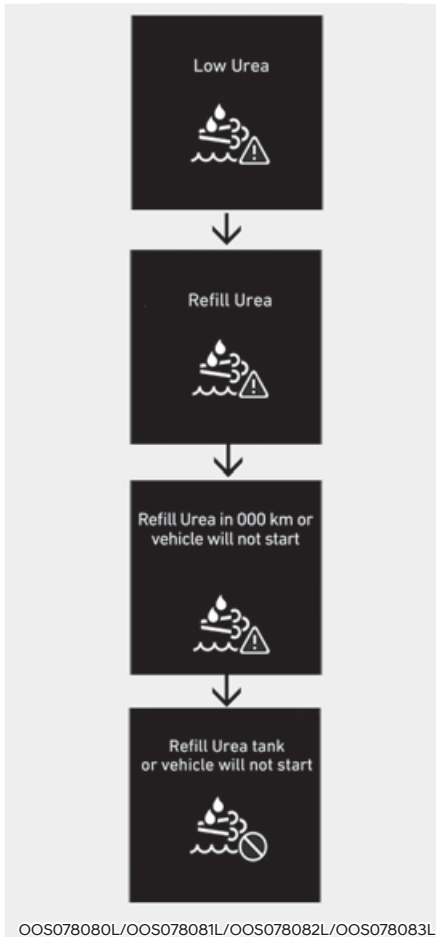 Low Urea
Refill Urea
Refill Urea in 000 km or
vehicle will not start
Refill Urea tank
or vehicle will not start
OOS078080L/OOS078081L/OOS078082L/OOS078083L